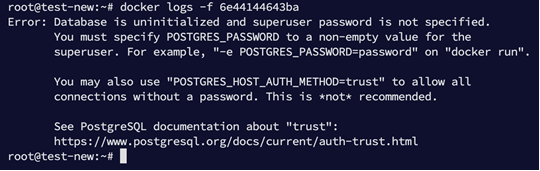 root@test-new:~# docker logs -f 6e44144643ba
Error: Database is uninitialized and superuser password is not specified.
You must specify POSTGRES_PASSWORD to a non-empty value for the
superuser. For example, "-e POSTGRES_PASSWORD=password" on "docker run".
You may also use "POSTGRES_HOST_AUTH_METHOD=trust" to allow all
connections without a password. This is *not* recommended.
See PostgreSQL documentation about "trust":
https://www.postgresql.org/docs/current/auth-trust.html
root@test-new:~#